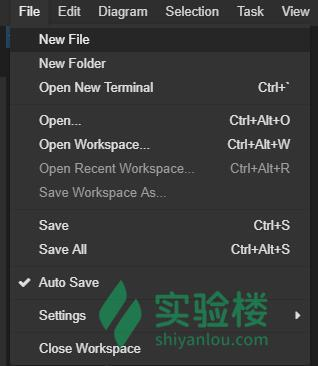 File Edit Diagram Selection Task View
New File
New Folder
Open New Terminal Ctrl+`
Open... Ctrl+Alt+O
Open Workspace... Ctrl+Alt+W
Open Recent Workspace... Ctrl+Alt+R
Save Workspace As...
Save Ctrl+S
Save All Ctrl+Alt+S
Auto Save
实验楼
Settings
shiyanlou.com
Close Workspace